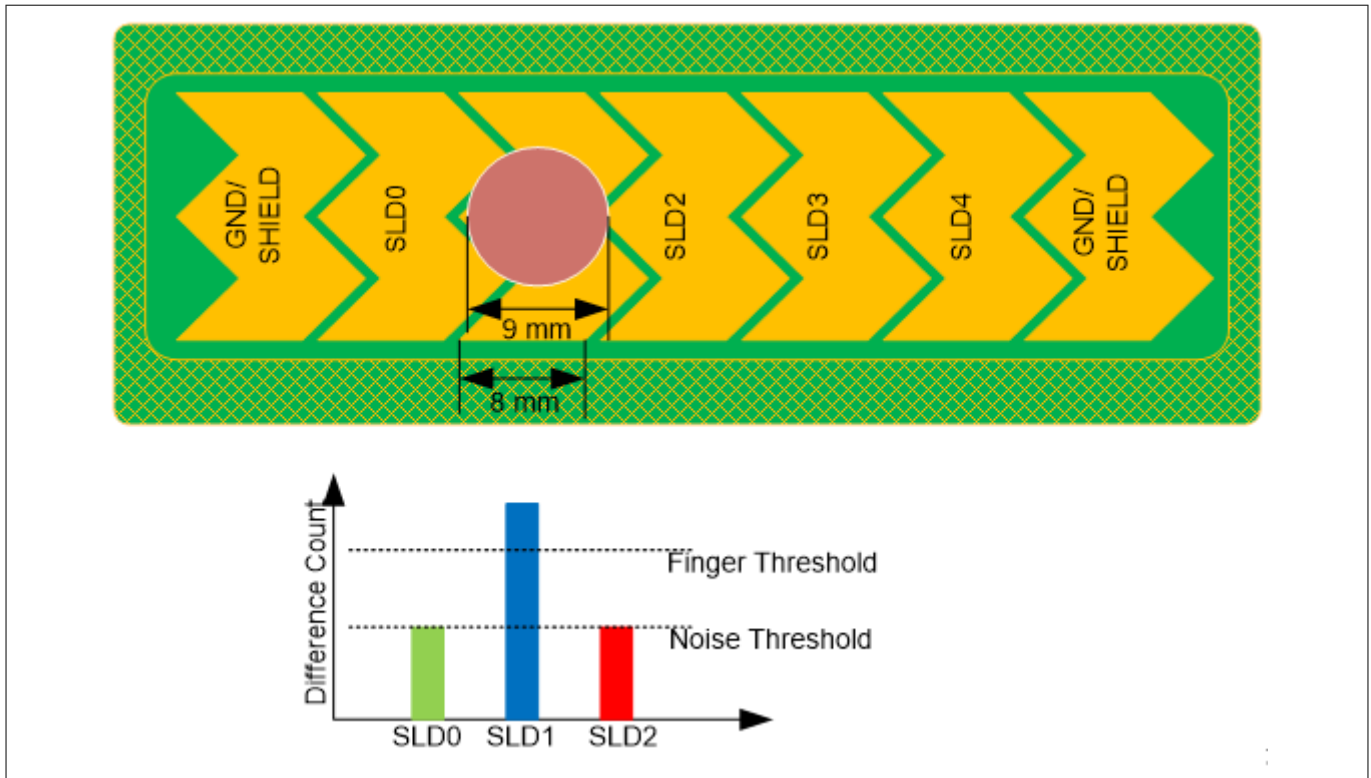 GND/
SHIELD
SLD0
SLD2
SLD3
SLD4
GND/
SHIELD
9 mm
8 mm
Difference Count
Finger Threshold
Noise Threshold
SLD0
SLD1
SLD2